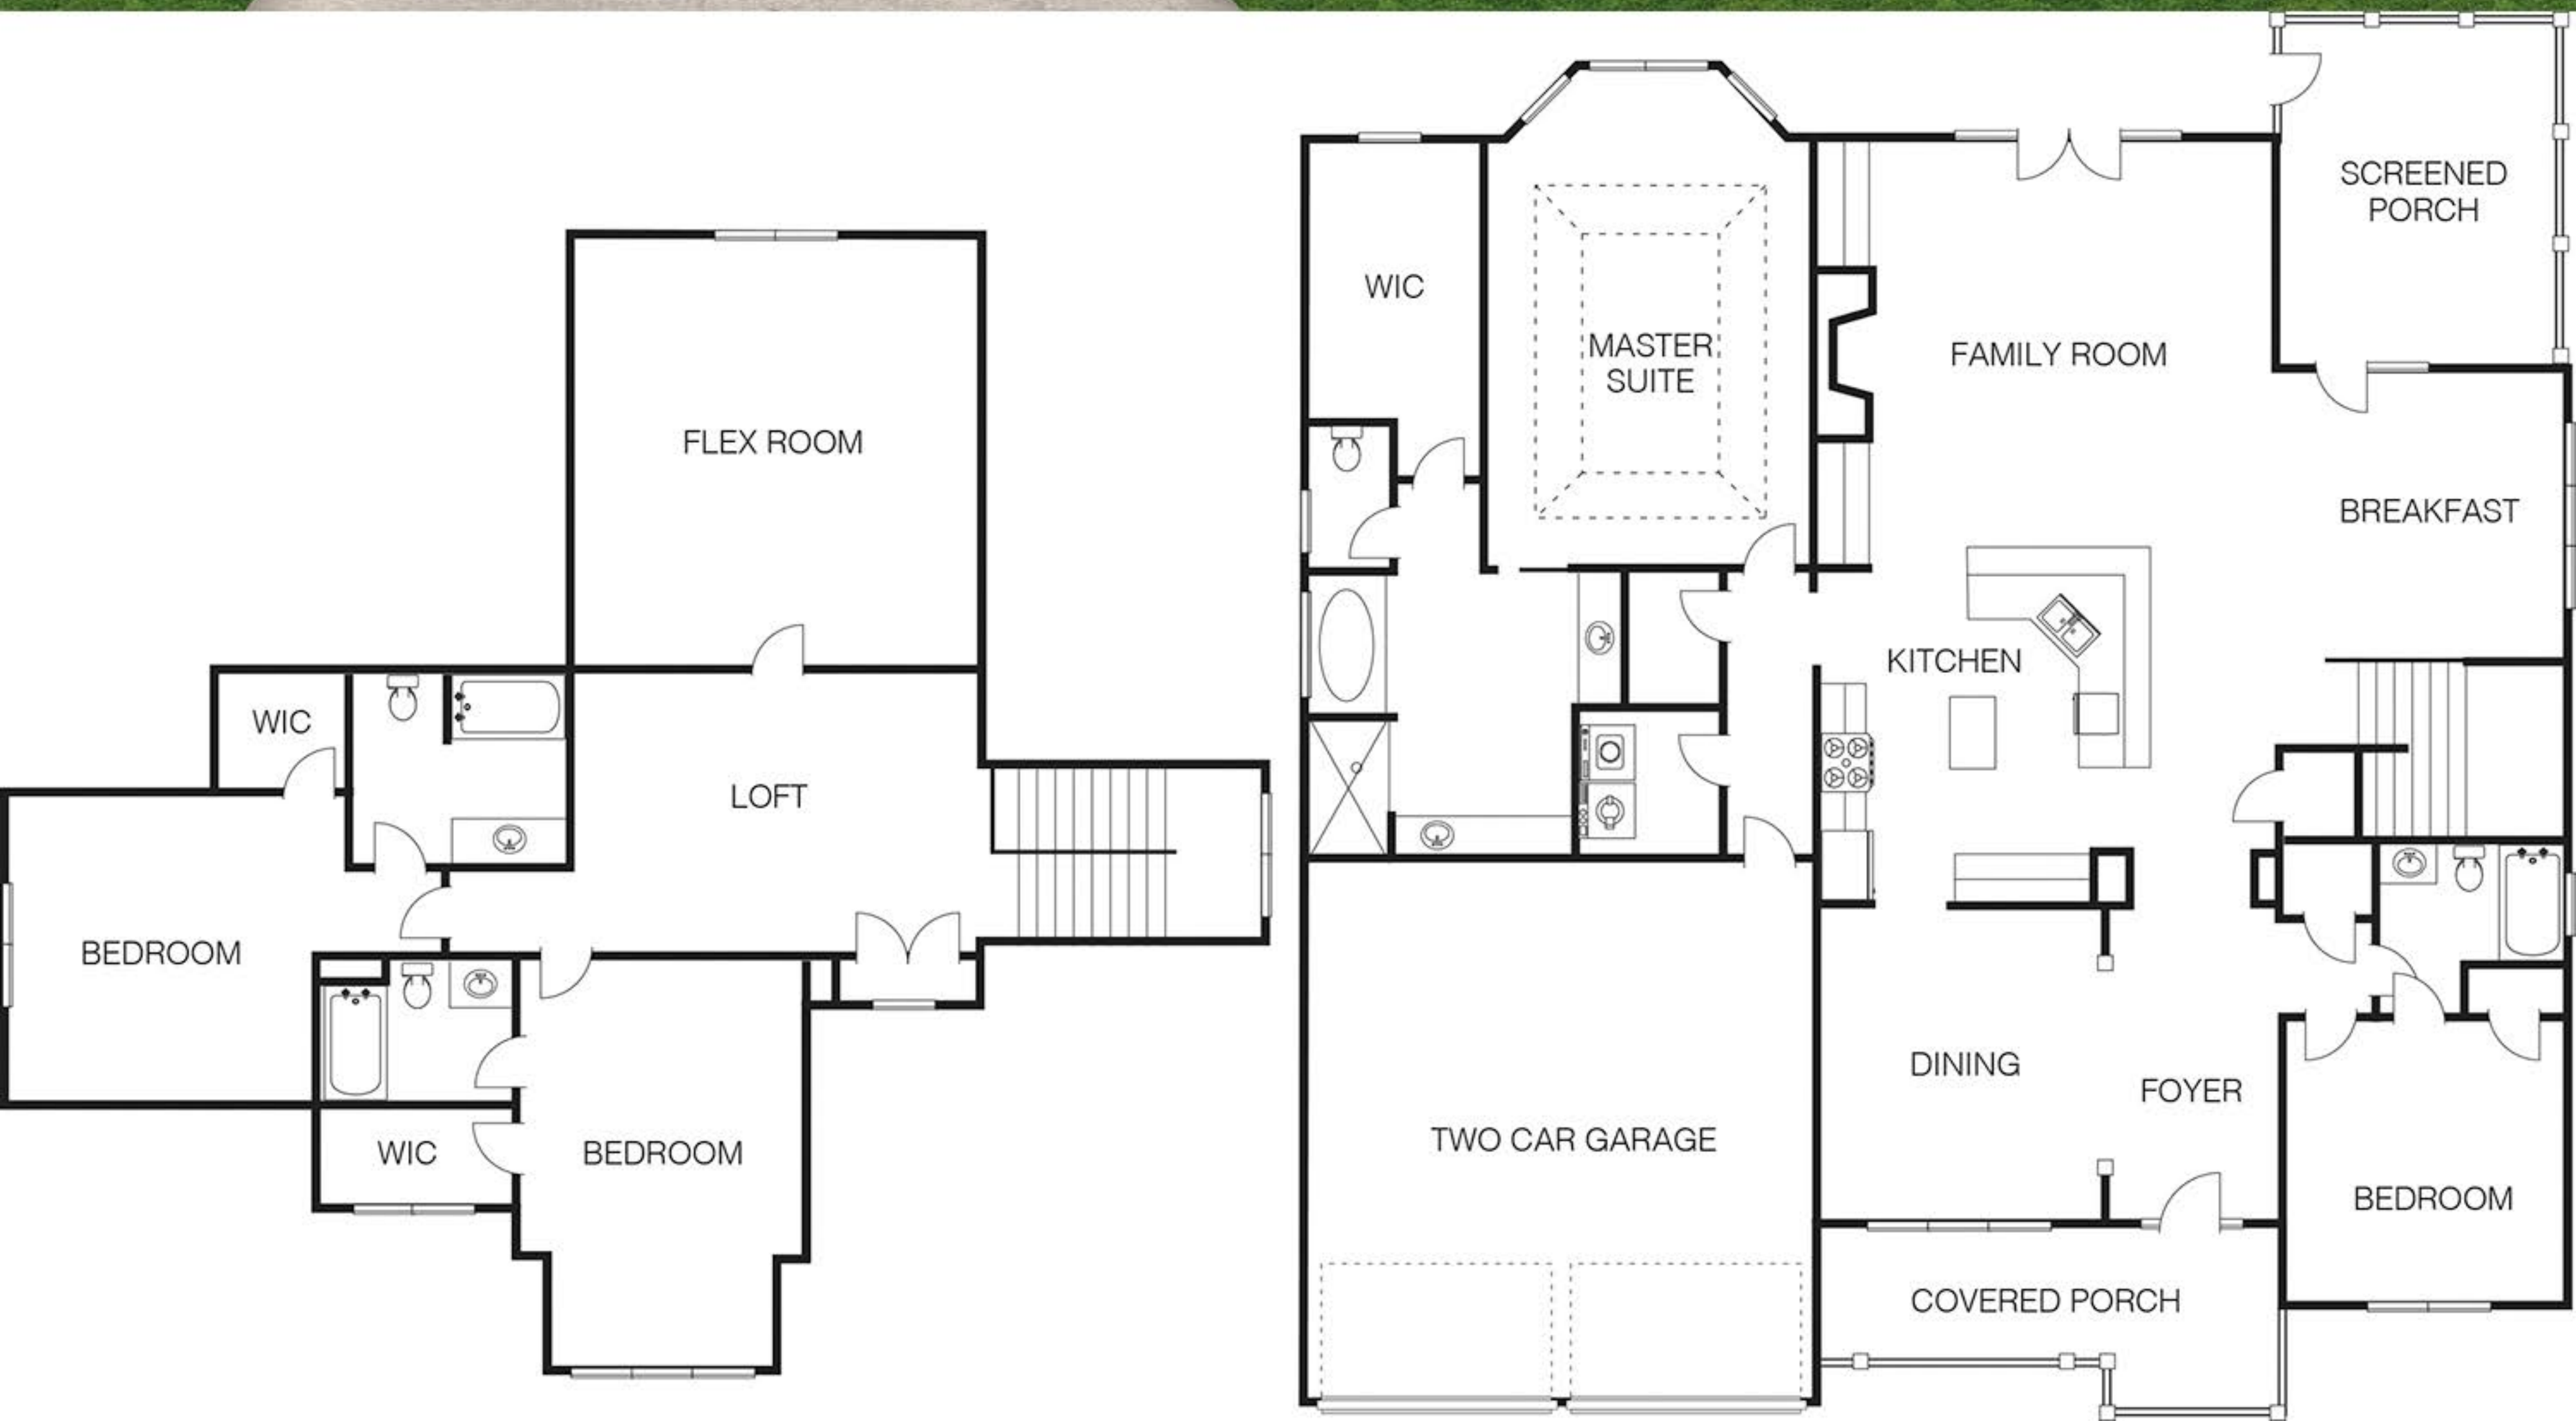 FLEX ROOM
WIC
LOFT
BEDROOM
WIC
BEDROOM
SCREENED
PORCH
WIC
MASTER
SUITE
FAMILY ROOM
BREAKFAST
KITCHEN
DINING
FOYER
TWO CAR GARAGE
BEDROOM
COVERED PORCH